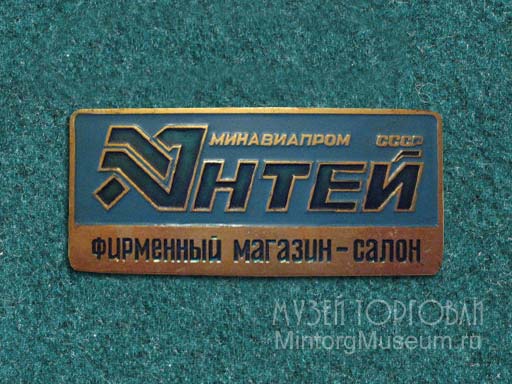 МИНАВИАПРОМ СССР
АНТЕЙ
ФИРМЕННЫЙ МАГАЗИН-САЛОН
МУЗЕЙ ТОРГОВЛИ
MintorgMuseum.ru